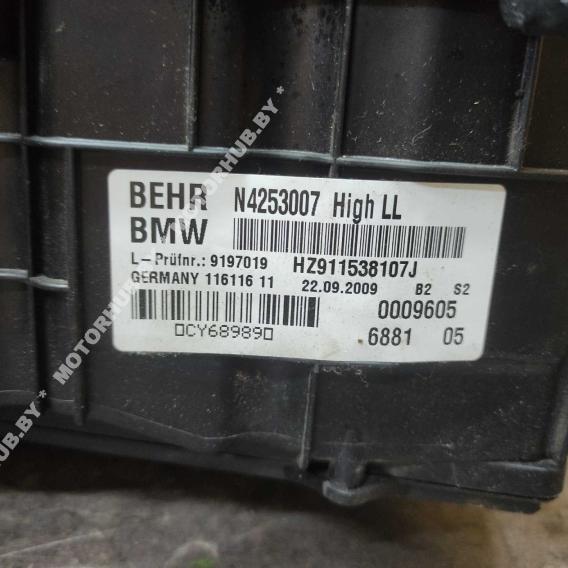 BEHR N4253007 High LL
BMW
L-Prüfnr.: 9197019 HZ911538107J
GERMANY 116116 11 22.09.2009 B2 S2
0009605
CY68989
6881 05
* MOTORHUB.BY * MOTORHUB.BY *